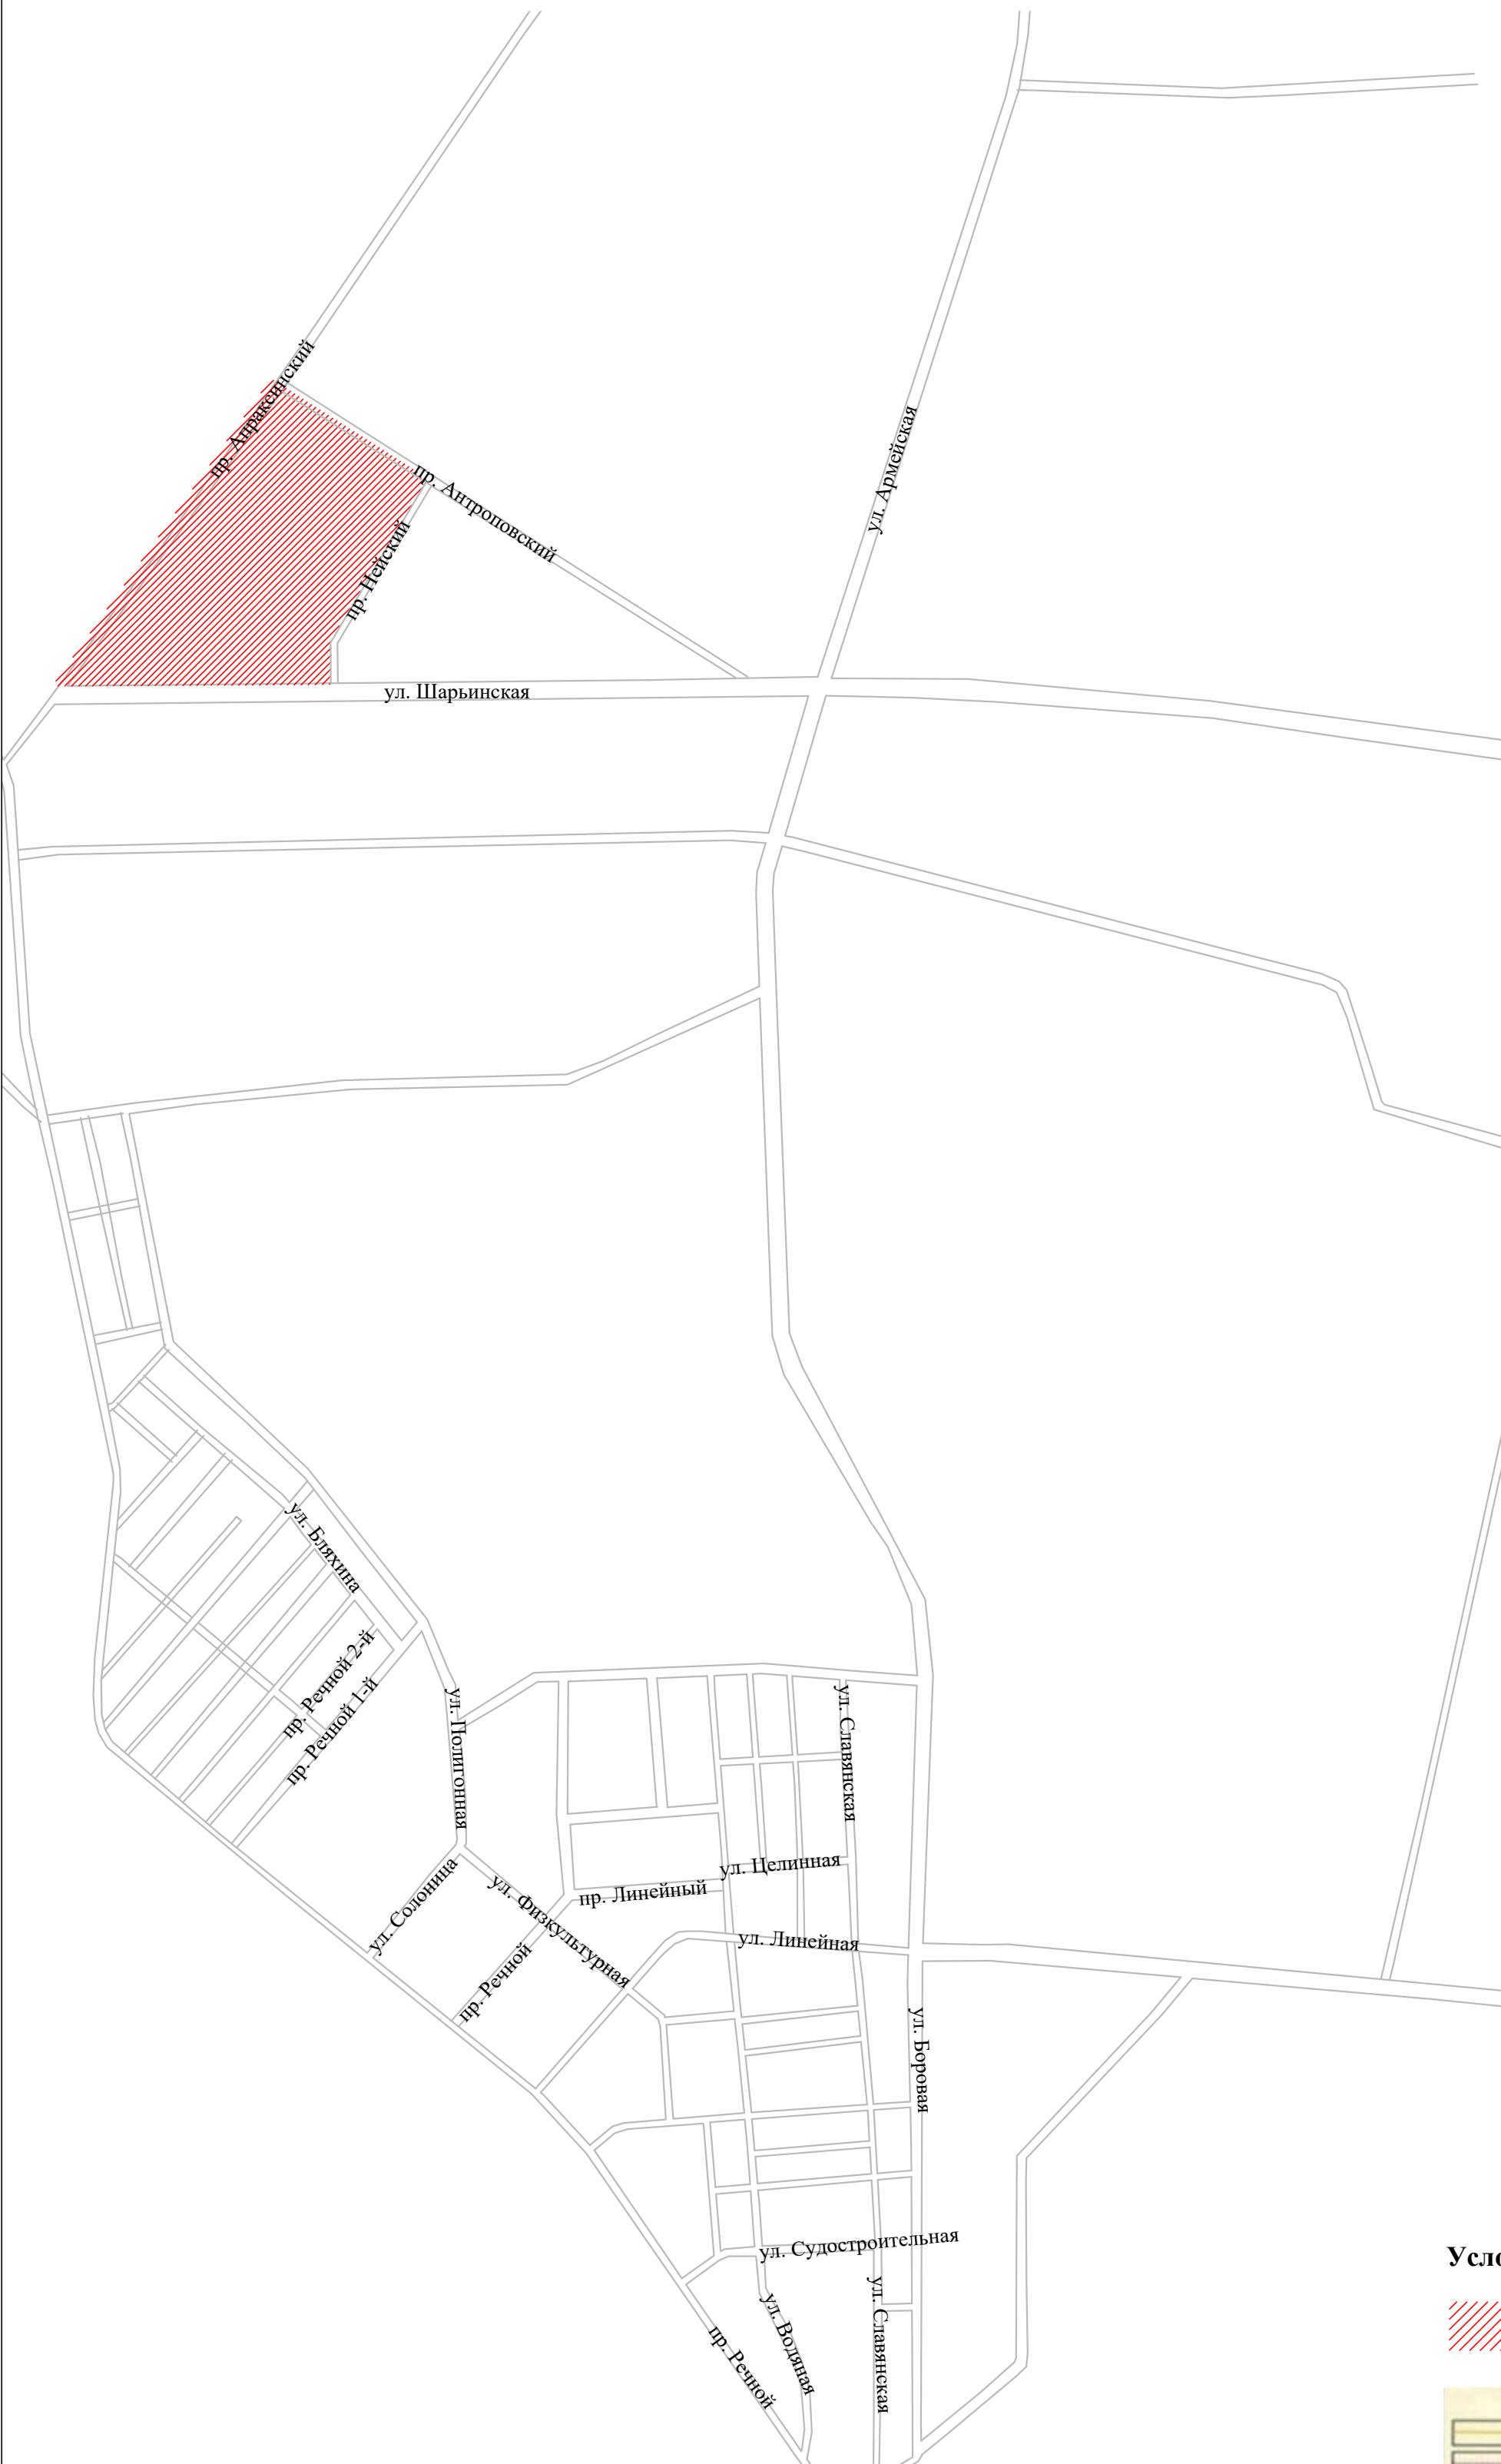 пр. Апраксинский
пр. Антроповский
ул. Армейская
пр. Нейский
ул. Шарьинская
ул. Бляхина
пр. Речной 2-й
пр. Речной 1-й
ул. Полигонная
ул. Славянская
ул. Целинная
пр. Линейный
ул. Солоница
ул. Физкультурная
ул. Линейная
пр. Речной
ул. Боровая
ул. Судостроительная
Усло
ул. Славянская
ул. Водяная
пр. Речной